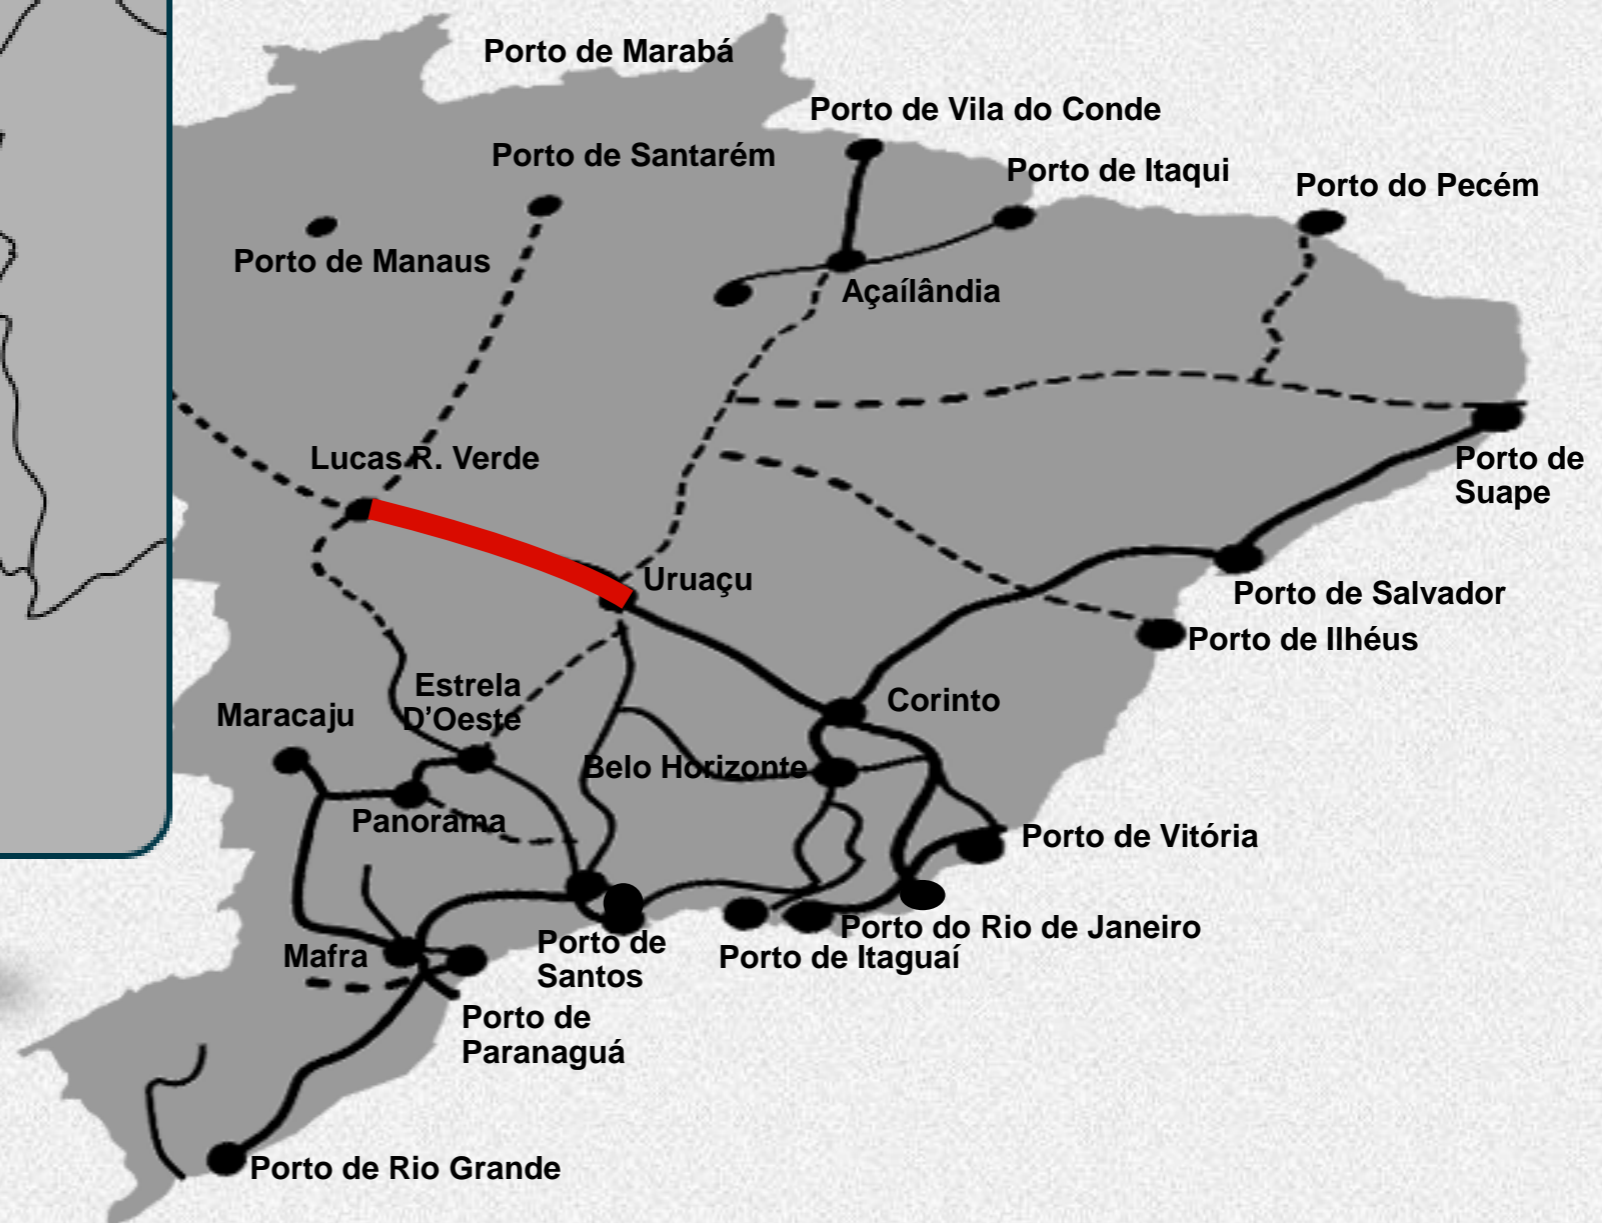 Porto de Marabá
Porto de Vila do Conde
Porto de Santarém
Porto de Itaqui
Porto do Pecém
Porto de Manaus
Açaílândia
Lucas R. Verde
Porto de
Suape
Uruaçu
Porto de Salvador
Porto de Ilhéus
Estrela
D’Oeste
Maracaju
Corinto
Belo Horizonte
Panorama
Porto de Vitória
Porto do Rio de Janeiro
Porto de
Santos
Mafra
Porto de Itaguaí
Porto de
Paranaguá
Porto de Rio Grande